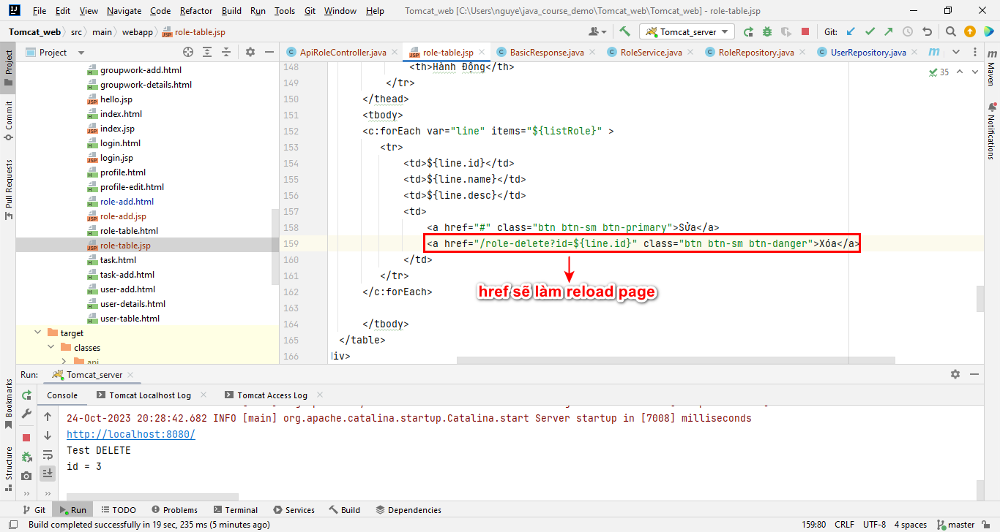 File Edit View Navigate Code Refactor Build Run Tools Git Window Help Tomcat_web [C:\Users\nguye\java_course_demo\Tomcat_web\Tomcat_web] - role-table.jsp
Tomcat_web src main webapp role-table.jsp Tomcat_server Git:
Project ApiRoleController.java role-table.jsp BasicResponse.java RoleService.java RoleRepository.java UserRepository.java
Project
Commit
Pull Requests
Bookmarks
Structure
Maven
Notifications
groupwork-add.html
groupwork-details.html
hello.jsp
index.html
index.jsp
login.html
login.jsp
profile.html
profile-edit.html
role-add.html
role-add.jsp
role-table.html
role-table.jsp
task.html
task-add.html
user-add.html
user-details.html
user-table.html
target
classes
api
35
148 <th>Hành Động</th>
149 </tr>
150 </thead>
151 <tbody>
152 <c:forEach var="line" items="${listRole}" >
153 <tr>
154 <td>${line.id}</td>
155 <td>${line.name}</td>
156 <td>${line.desc}</td>
157 <td>
158 <a href="#" class="btn btn-sm btn-primary">Sửa</a>
159 <a href="/role-delete?id=${line.id}" class="btn btn-sm btn-danger">Xóa</a>
160 </td>
161 </tr>
162 </c:forEach>
href sẽ làm reload page
163
164 </tbody>
165 </table>
166 div>
Run: Tomcat_server
Console Tomcat Localhost Log Tomcat Access Log
24-Oct-2023 20:28:42.682 INFO [main] org.apache.catalina.startup.Catalina.start Server startup in [7008] milliseconds
http://localhost:8080/
Test DELETE
id = 3
Git Run TODO Problems Terminal Services Build Dependencies
Build completed successfully in 19 sec, 235 ms (5 minutes ago) 159:80 CRLF UTF-8 4 spaces master